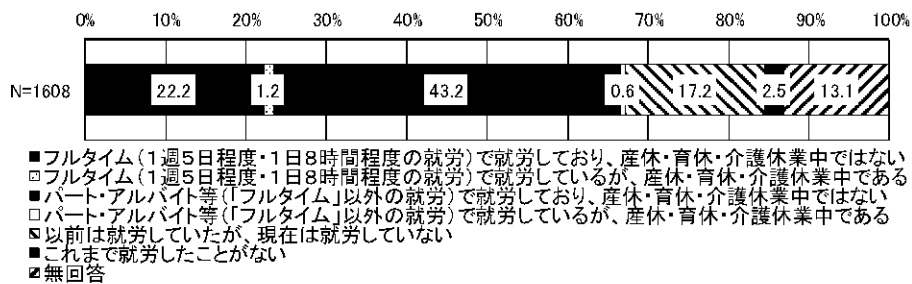 0% 10% 20% 30% 40% 50% 60% 70% 80% 90% 100%
N=1608 22.2 1.2 43.2 0.6 17.2 2.5 13.1
■フルタイム(1週5日程度・1日8時間程度の就労)で就労しており、産休・育休・介護休業中ではない
フルタイム(1週5日程度・1日8時間程度の就労)で就労しているが、産休・育休・介護休業中である
■パート・アルバイト等(「フルタイム」以外の就労)で就労しており、産休・育休・介護休業中ではない
□パート・アルバイト等(「フルタイム」以外の就労)で就労しているが、産休・育休・介護休業中である
以前は就労していたが、現在は就労していない
■これまで就労したことがない
無回答